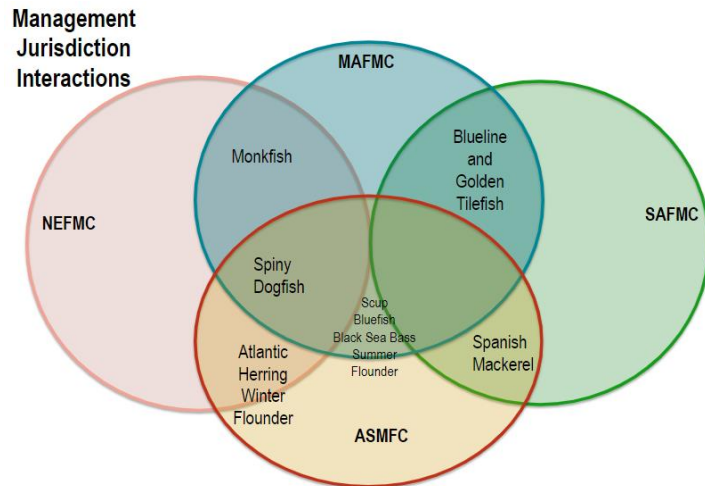 Management
Jurisdiction
Interactions
MAFMC
Monkfish
Blueline
and
Golden
Tilefish
NEFMC
SAFMC
Spiny
Dogfish
Scup
Bluefish
Black Sea Bass
Summer
Flounder
Spanish
Mackerel
Atlantic
Herring
Winter
Flounder
ASMFC